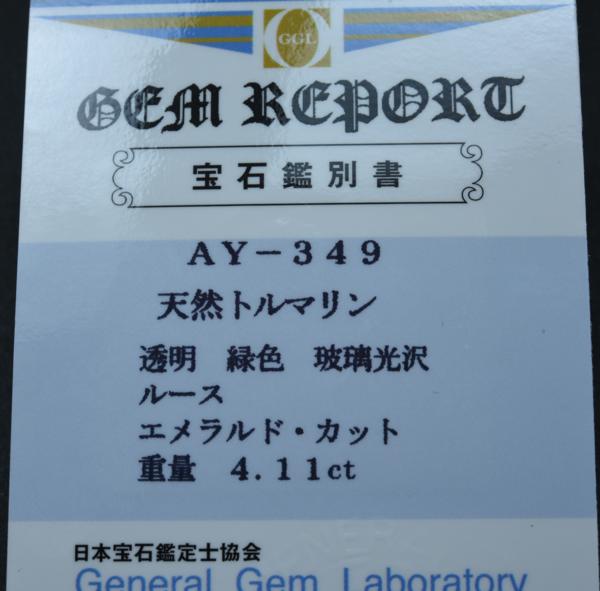 GGL
GEM REPORT
宝石鑑別書
AY－349
天然トルマリン
透明　緑色　玻璃光沢
ルース
エメラルド・カット
重量　4.11ct
日本宝石鑑定士協会
General Gem Laboratory